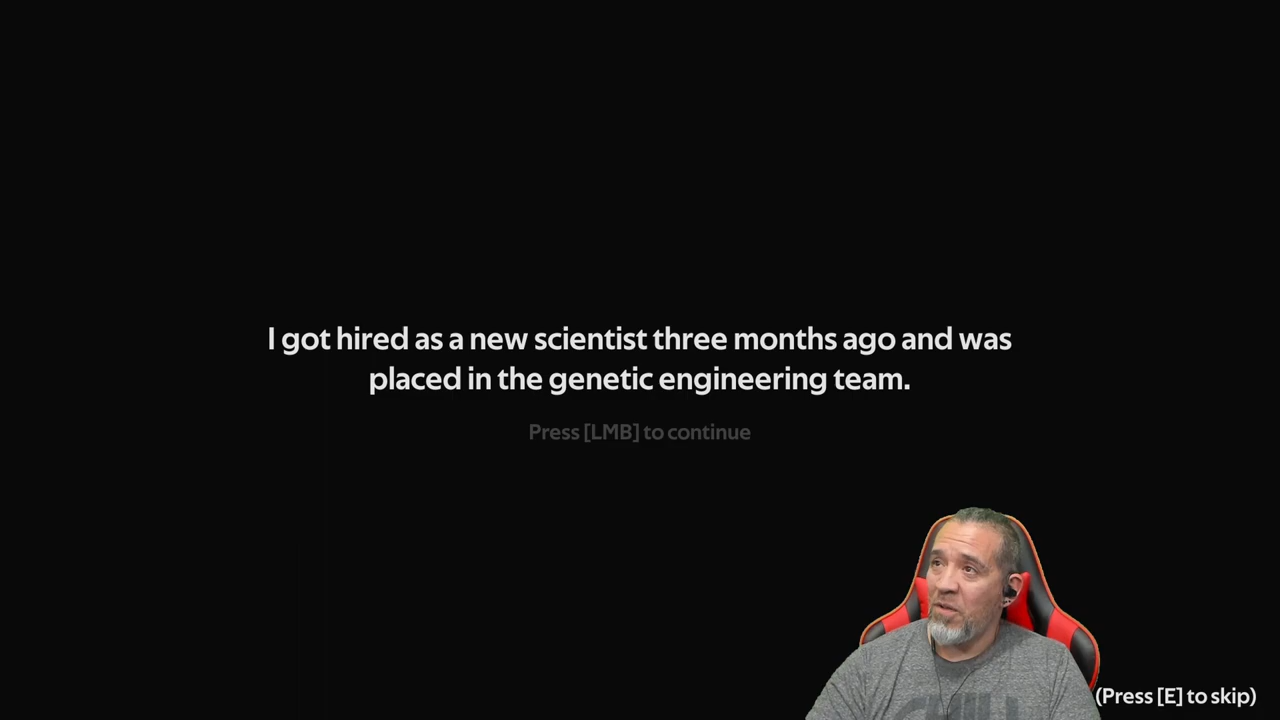 I got hired as a new scientist three months ago and was
placed in the genetic engineering team.
Press [LMB] to continue
(Press [E] to skip)